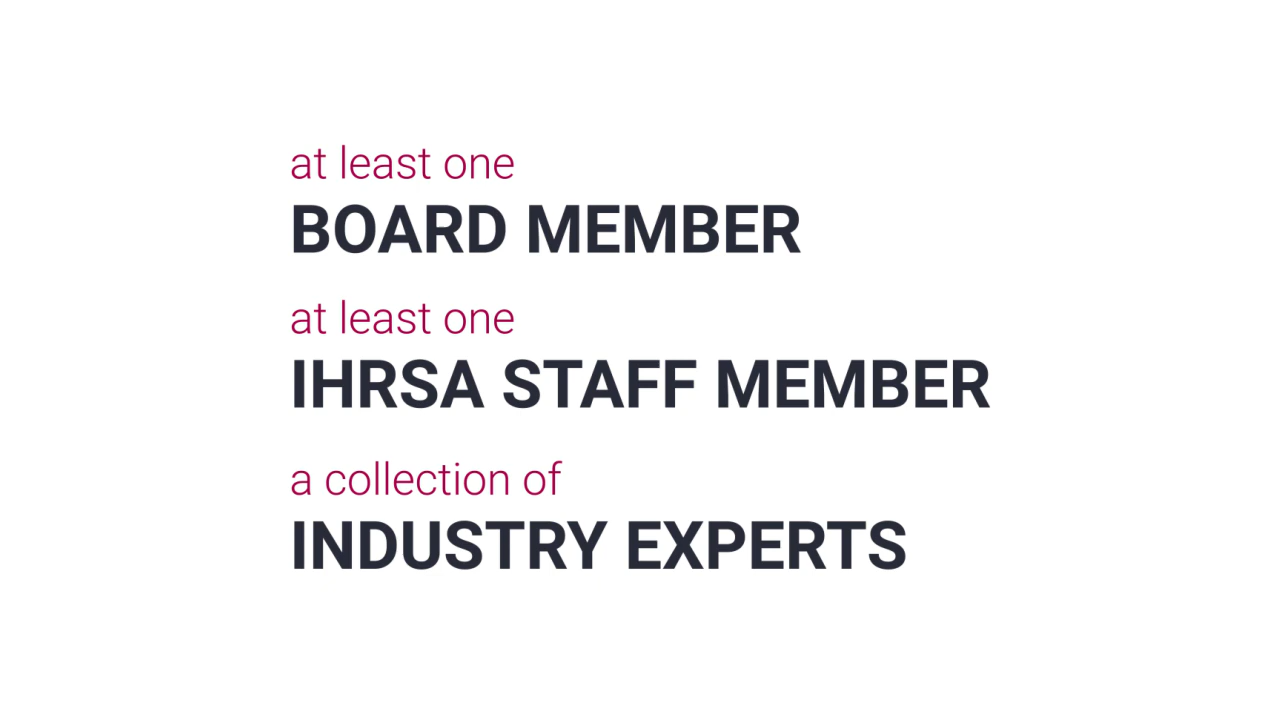 at least one
BOARD MEMBER
at least one
IHRSA STAFF MEMBER
a collection of
INDUSTRY EXPERTS